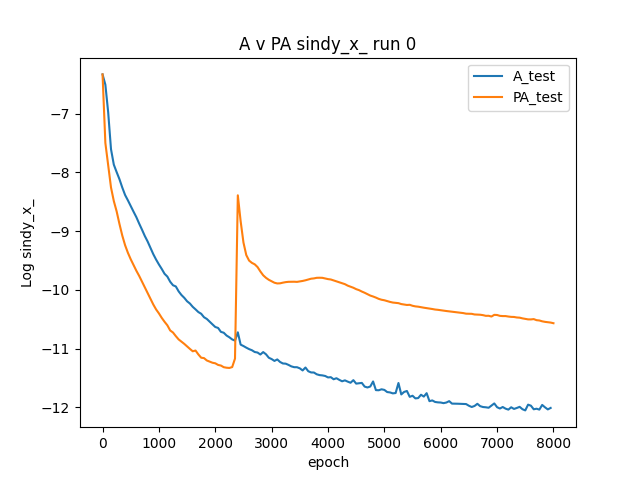 A v PA sindy_x_ run 0
A_test
PA_test
Log sindy_x_
−7
−8
−9
−10
−11
−12
0 1000 2000 3000 4000 5000 6000 7000 8000
epoch